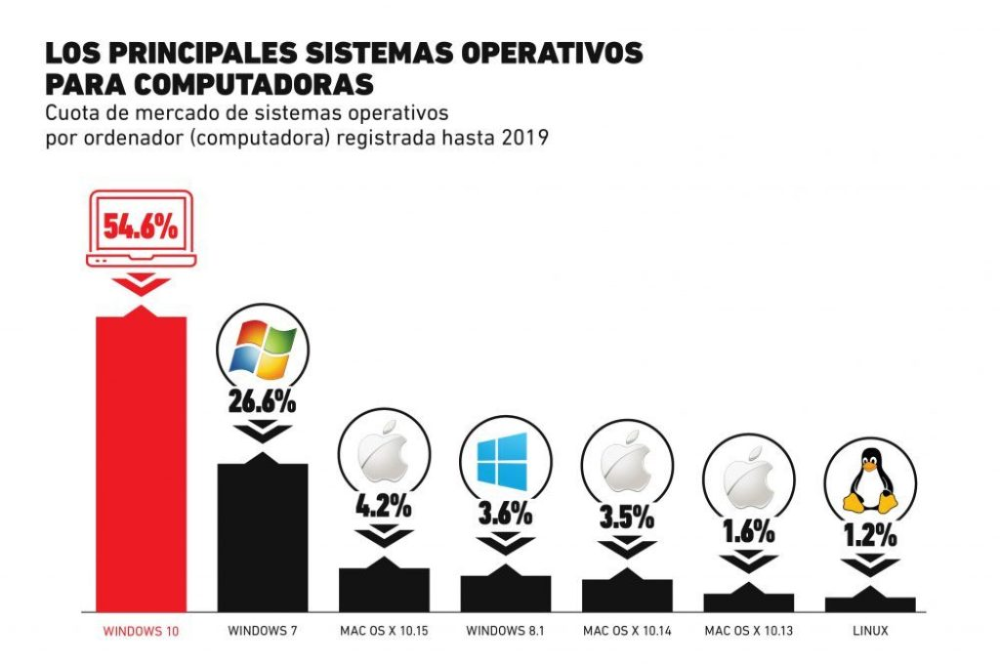 LOS PRINCIPALES SISTEMAS OPERATIVOS
PARA COMPUTADORAS
Cuota de mercado de sistemas operativos
por ordenador (computadora) registrada hasta 2019
54.6%
26.6%
4.2%
3.6%
3.5%
1.6%
1.2%
WINDOWS 10
WINDOWS 7
MAC OS X 10.15
WINDOWS 8.1
MAC OS X 10.14
MAC OS X 10.13
LINUX